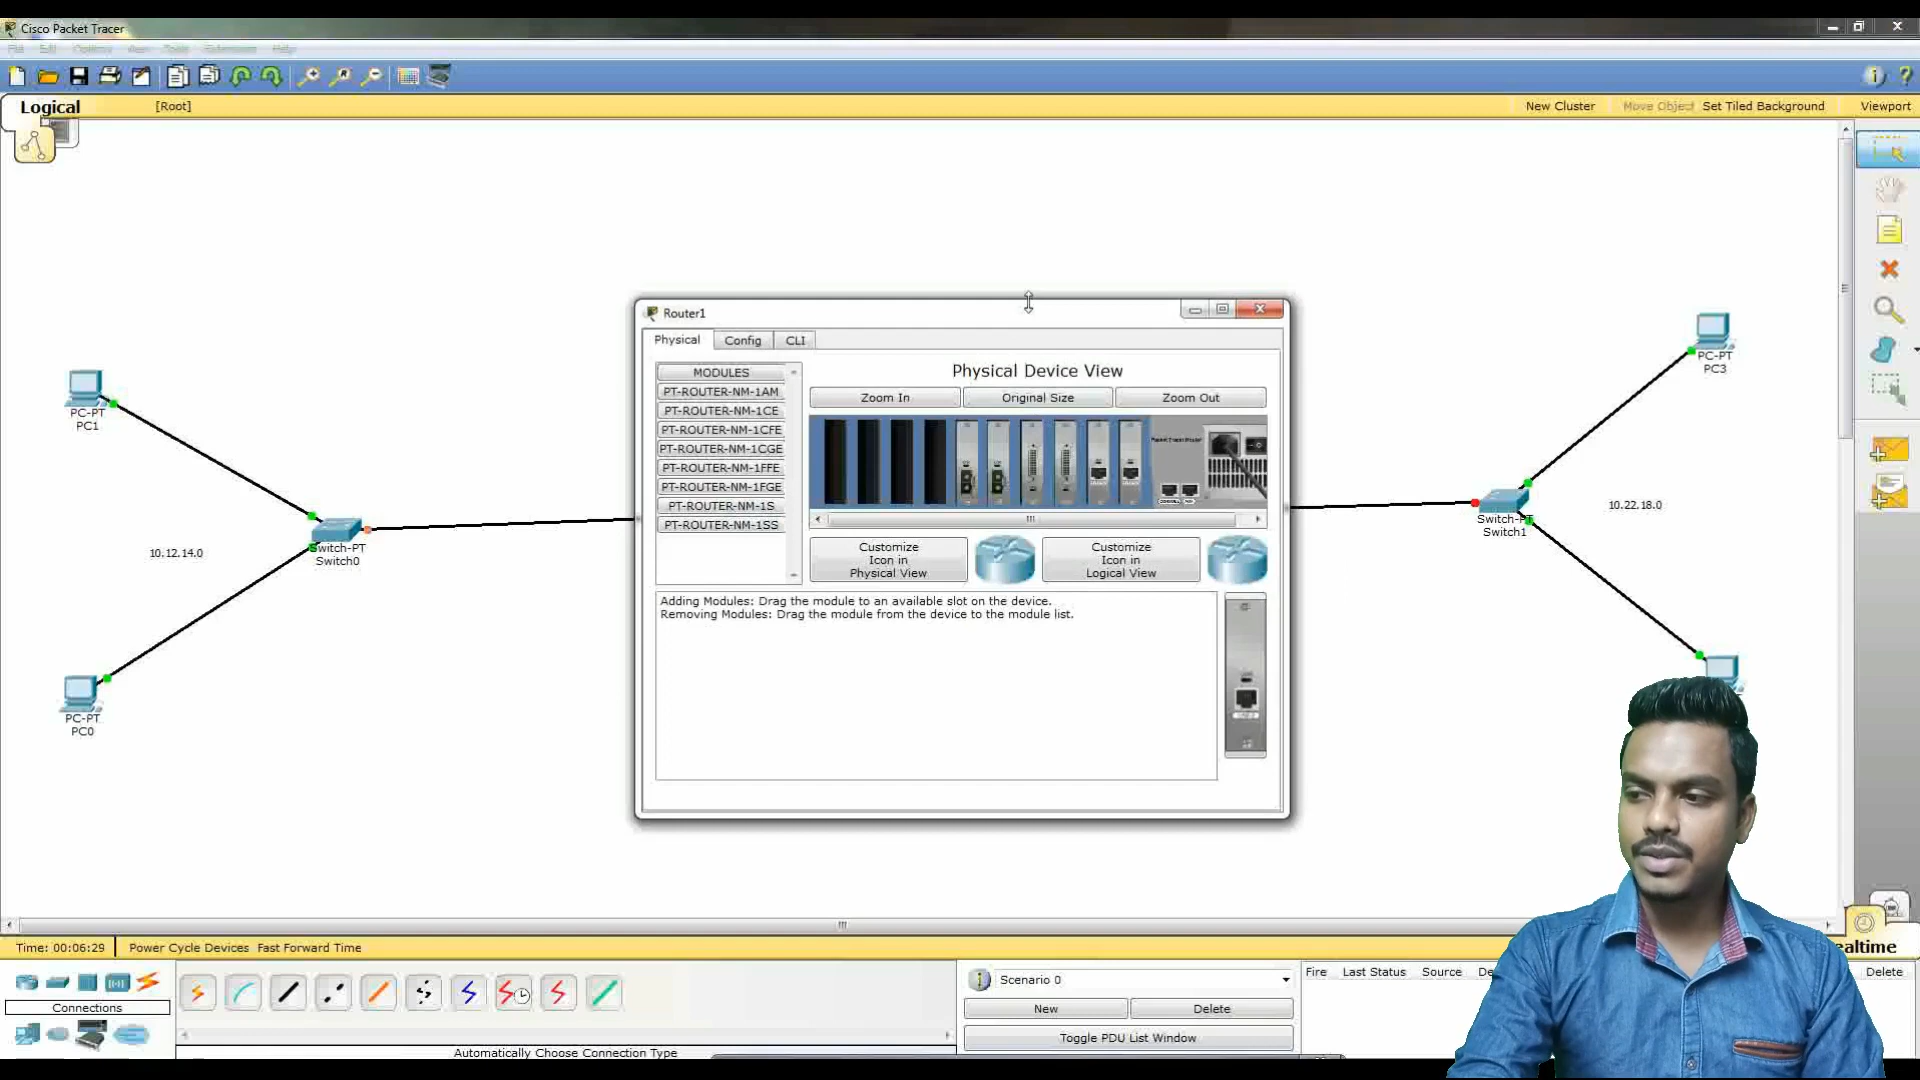 Cisco Packet Tracer
Logical
[Root]
New Cluster
Move Object
Set Tiled Background
Viewport
Router1
Physical
Config
CLI
MODULES
PT-ROUTER-NM-1AM
PT-ROUTER-NM-1CE
PT-ROUTER-NM-1CFE
PT-ROUTER-NM-1CGE
PT-ROUTER-NM-1FFE
PT-ROUTER-NM-1FGE
PT-ROUTER-NM-1S
PT-ROUTER-NM-1SS
Physical Device View
Zoom In
Original Size
Zoom Out
Customize
Icon in
Physical View
Customize
Icon in
Logical View
Adding Modules: Drag the module to an available slot on the device.
Removing Modules: Drag the module from the device to the module list.
PC-PT
PC1
PC-PT
PC0
10.12.14.0
Switch-PT
Switch0
PC-PT
PC3
Switch-PT
Switch1
10.22.18.0
Time: 00:06:29
Power Cycle Devices
Fast Forward Time
ealtime
Connections
Automatically Choose Connection Type
Scenario 0
New
Delete
Toggle PDU List Window
Fire
Last Status
Source
De
Delete